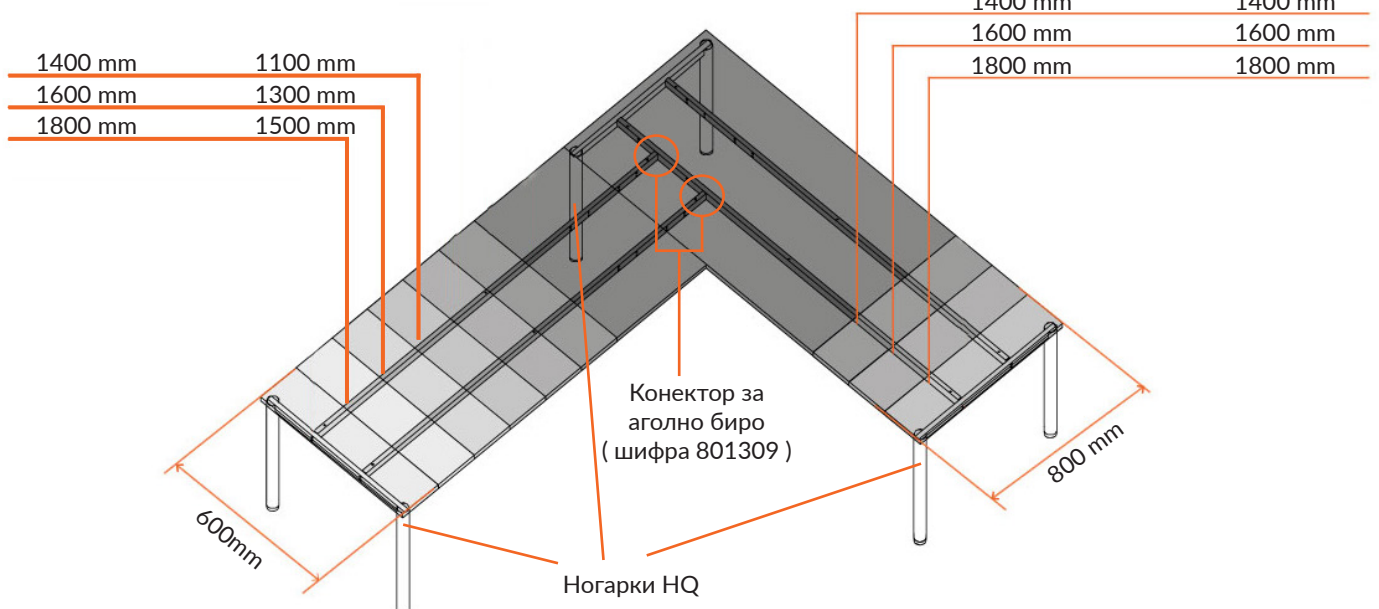 1400 mm 1400 mm
1600 mm 1600 mm
1800 mm 1800 mm
1400 mm 1100 mm
1600 mm 1300 mm
1800 mm 1500 mm
Конектор за
аголно биро
( шифра 801309 )
800 mm
600mm
Ногарки HQ